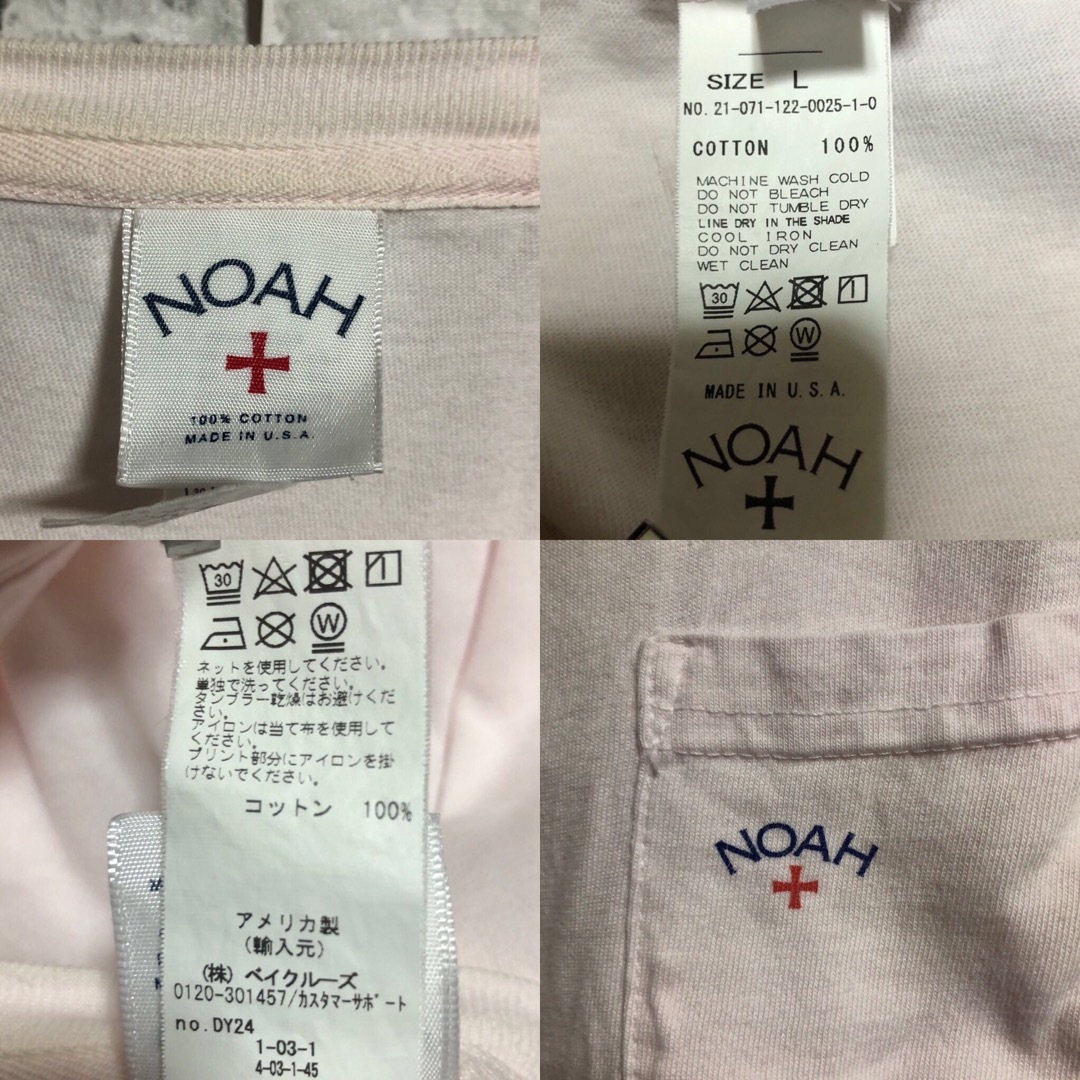 NOAH
100% COTTON
MADE IN U.S.A.
SIZE L
NO. 21-071-122-0025-1-0
COTTON 100%
MACHINE WASH COLD
DO NOT BLEACH
DO NOT TUMBLE DRY
LINE DRY IN THE SHADE
COOL IRON
DO NOT DRY CLEAN
WET CLEAN
30
W
MADE IN U.S.A.
NOAH
30
W
ネットを使用してください。
単独で洗ってください。
タンブラー乾燥はお避けくだ
さい。
アイロンは当て布を使用して
ください。
プリント部分にアイロンを掛
けないでください。
コットン 100%
アメリカ製
(輸入元)
(株)ベイクルーズ
0120-301457/カスタマーサポート
no.DY24
1-03-1
4-03-1-45
NOAH